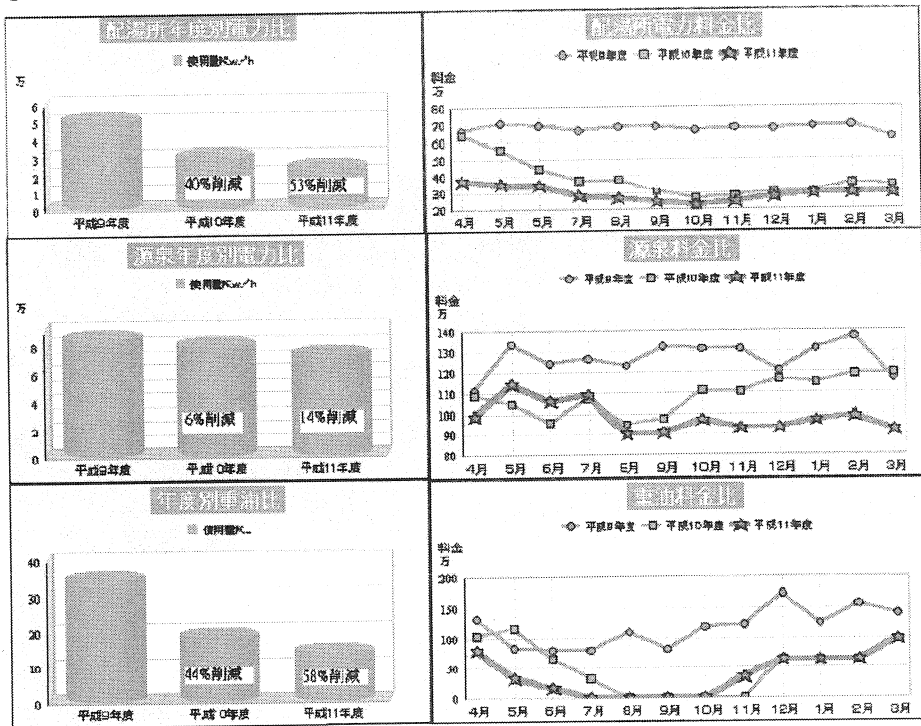 配湯所年度別電力比
使用量Kw/h
万
6
5
4
3
2
1
0
40%削減
53%削減
平成9年度 平成10年度 平成11年度
配湯所電力料金比
平成9年度 平成10年度 平成11年度
料金
万
80
70
60
50
40
30
20
4月 5月 6月 7月 8月 9月 10月 11月 12月 1月 2月 3月
源泉年度別電力比
使用量Kw/h
万
8
6
4
2
0
6%削減
14%削減
平成9年度 平成10年度 平成11年度
源泉料金比
平成9年度 平成10年度 平成11年度
料金
万
140
130
120
110
100
90
80
4月 5月 6月 7月 8月 9月 10月 11月 12月 1月 2月 3月
年度別重油比
40
30
20
10
0
44%削減
58%削減
平成9年度 平成10年度 平成11年度
重油料金比
平成9年度 平成10年度 平成11年度
料金
万
200
150
100
50
0
4月 5月 6月 7月 8月 9月 10月 11月 12月 1月 2月 3月